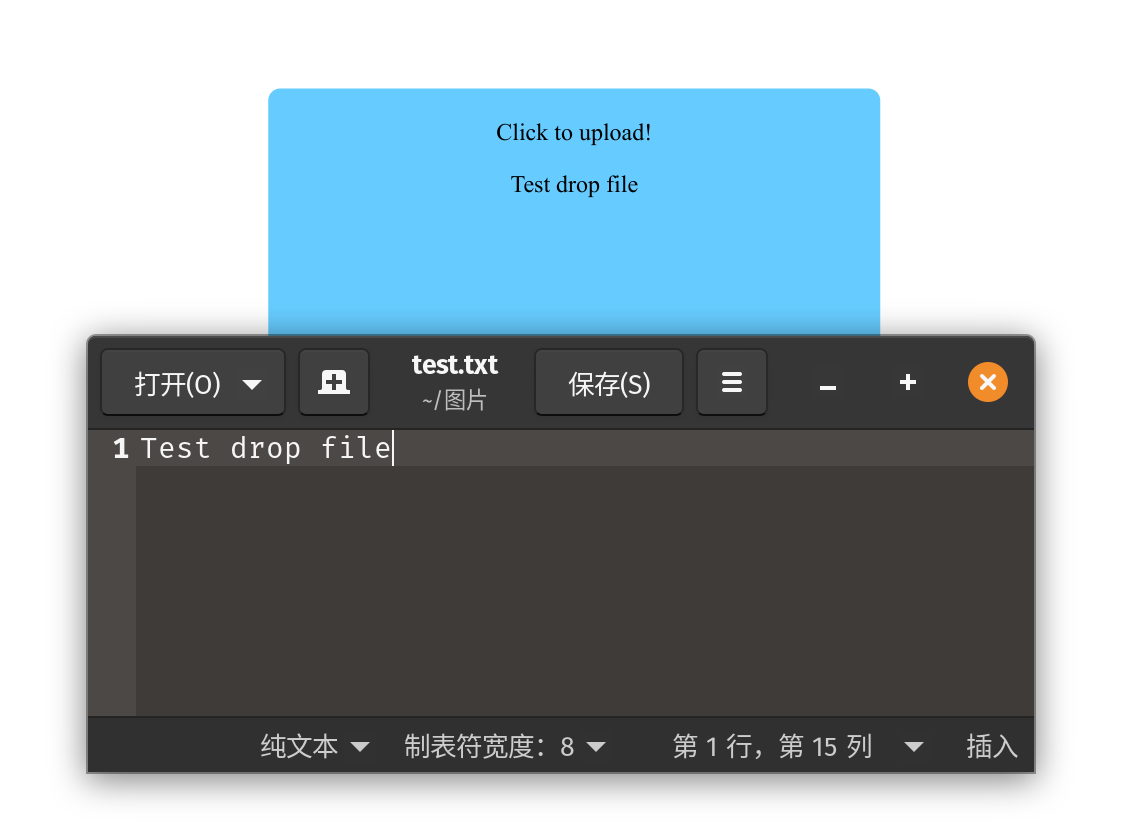 Click to upload!
Test drop file
打开(O)
test.txt
~/图片
保存(S)
1 Test drop file
纯文本 制表符宽度：8 第 1 行，第 15 列 插入